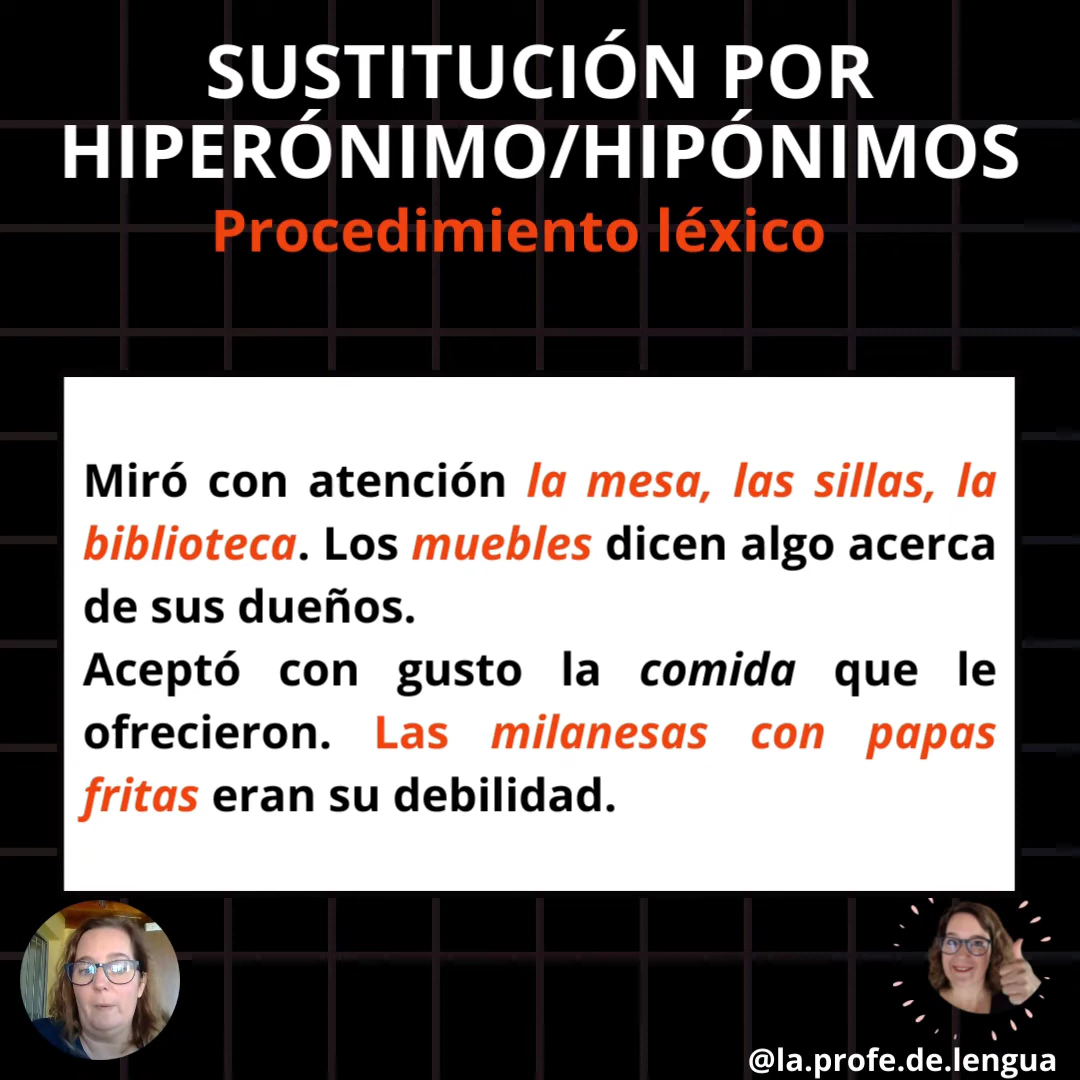 SUSTITUCIÓN POR
HIPERÓNIMO/HIPÓNIMOS
Procedimiento léxico
Miró con atención la mesa, las sillas, la
biblioteca. Los muebles dicen algo acerca
de sus dueños.
Aceptó con gusto la comida que le
ofrecieron. Las milanesas con papas
fritas eran su debilidad.
@la.profe.de.lengua